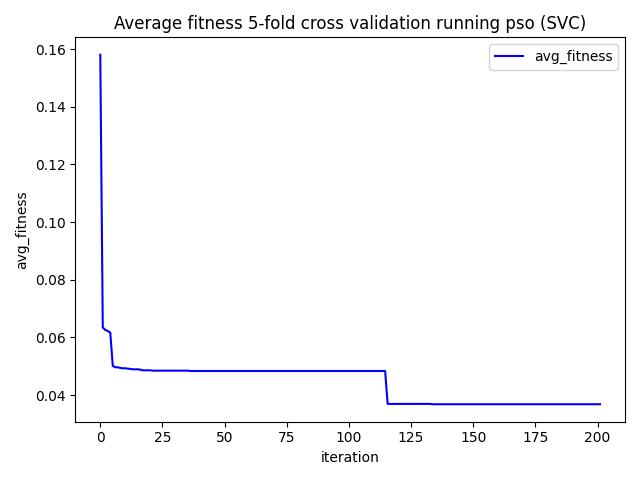 Average fitness 5-fold cross validation running pso (SVC)
avg_fitness
0.16
0.14
0.12
0.10
0.08
0.06
0.04
avg_fitness
0 25 50 75 100 125 150 175 200
iteration